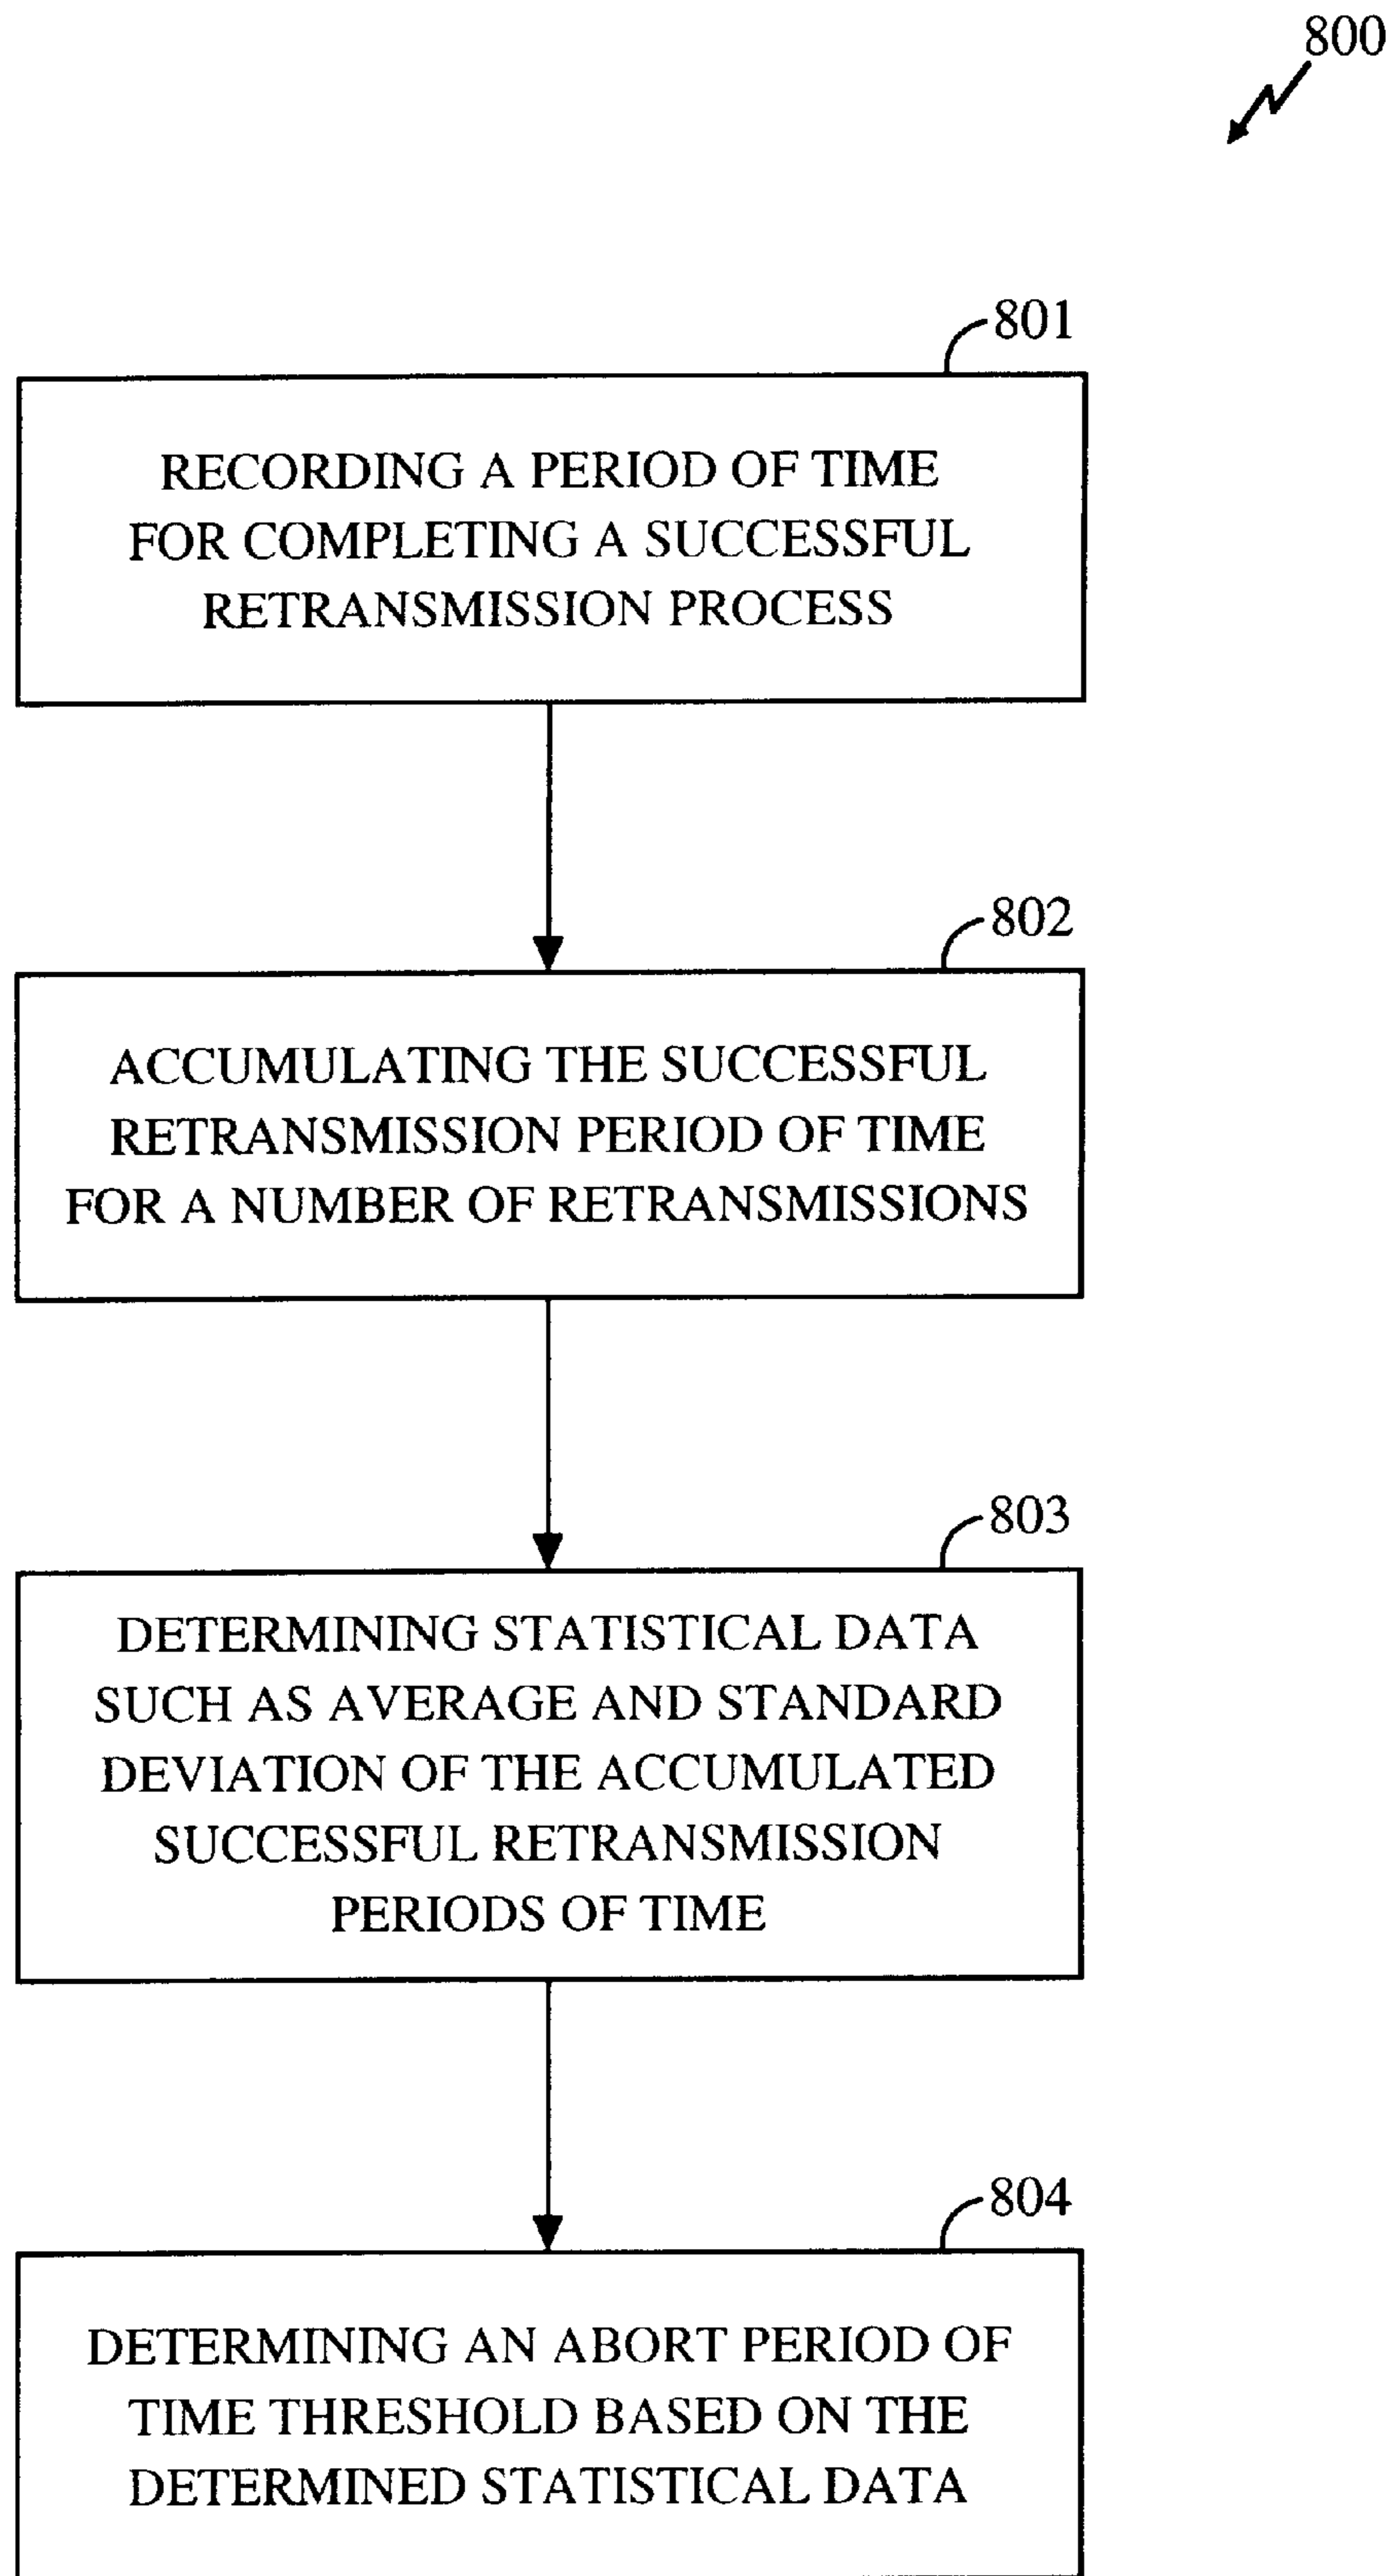 800
801
RECORDING A PERIOD OF TIME
FOR COMPLETING A SUCCESSFUL
RETRANSMISSION PROCESS
802
ACCUMULATING THE SUCCESSFUL
RETRANSMISSION PERIOD OF TIME
FOR A NUMBER OF RETRANSMISSIONS
803
DETERMINING STATISTICAL DATA
SUCH AS AVERAGE AND STANDARD
DEVIATION OF THE ACCUMULATED
SUCCESSFUL RETRANSMISSION
PERIODS OF TIME
804
DETERMINING AN ABORT PERIOD OF
TIME THRESHOLD BASED ON THE
DETERMINED STATISTICAL DATA